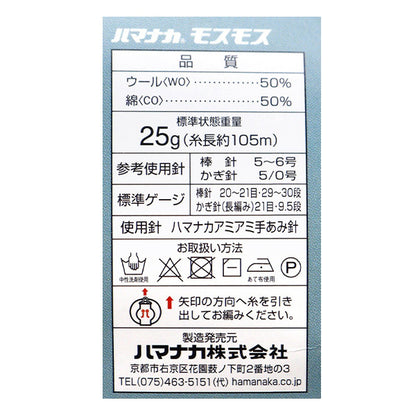 ハマナカ モスモス
品質
ウール〈WO〉 50%
綿〈CO〉 50%
標準状態重量
25g(糸長約105m)
参考使用針 棒針 5〜6号
かぎ針 5/0号
標準ゲージ 棒針 20〜21目・29〜30段
かぎ針(長編み)21目・9.5段
使用針 ハマナカアミアミ手あみ針
お取扱い方法
中性洗剤使用 あて布使用 P
矢印の方向へ糸を引き
出してお編みください。
製造発売元
ハマナカ株式会社
京都市右京区花園薮ノ下町2番地の3
TEL(075)463-5151(代) hamanaka.co.jp